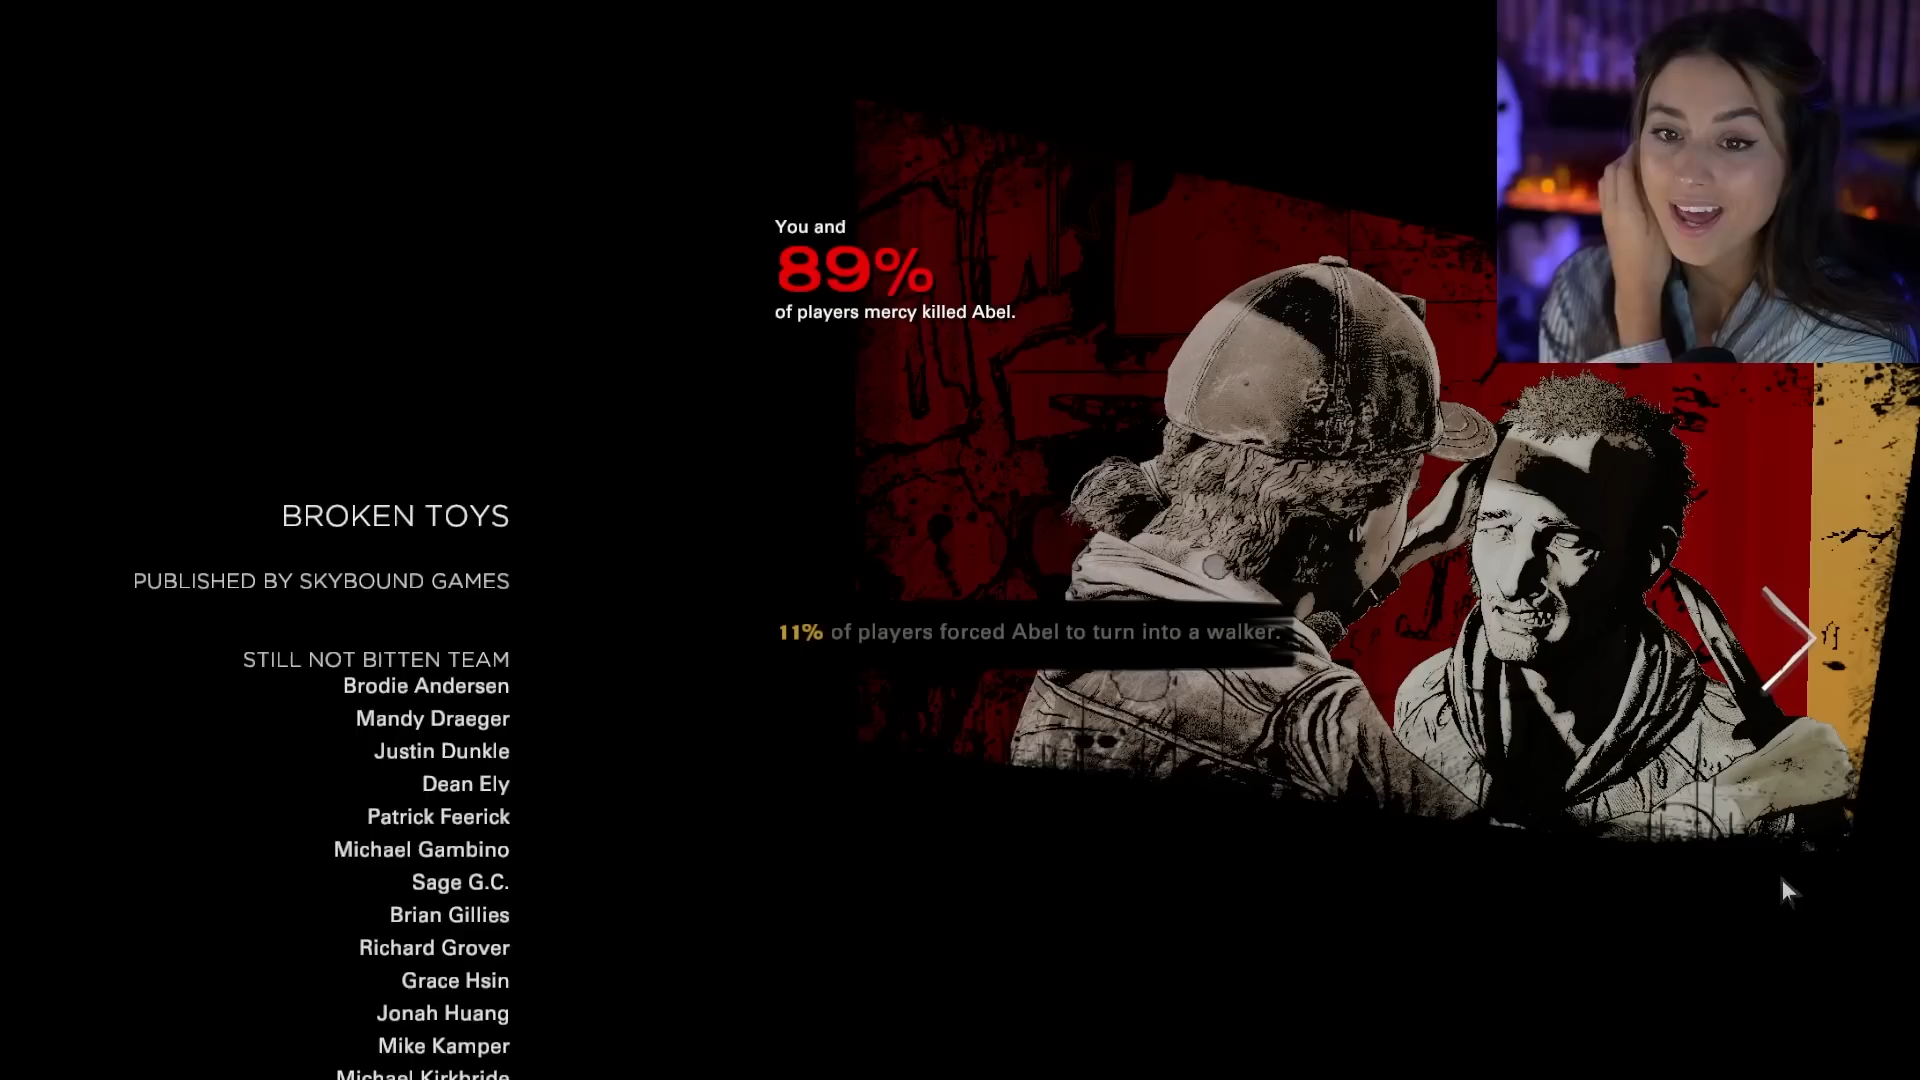 You and
89%
of players mercy killed Abel.
11% of players forced Abel to turn into a walker.
BROKEN TOYS
PUBLISHED BY SKYBOUND GAMES
STILL NOT BITTEN TEAM
Brodie Andersen
Mandy Draeger
Justin Dunkle
Dean Ely
Patrick Feerick
Michael Gambino
Sage G.C.
Brian Gillies
Richard Grover
Grace Hsin
Jonah Huang
Mike Kamper
Michael Kirkbride